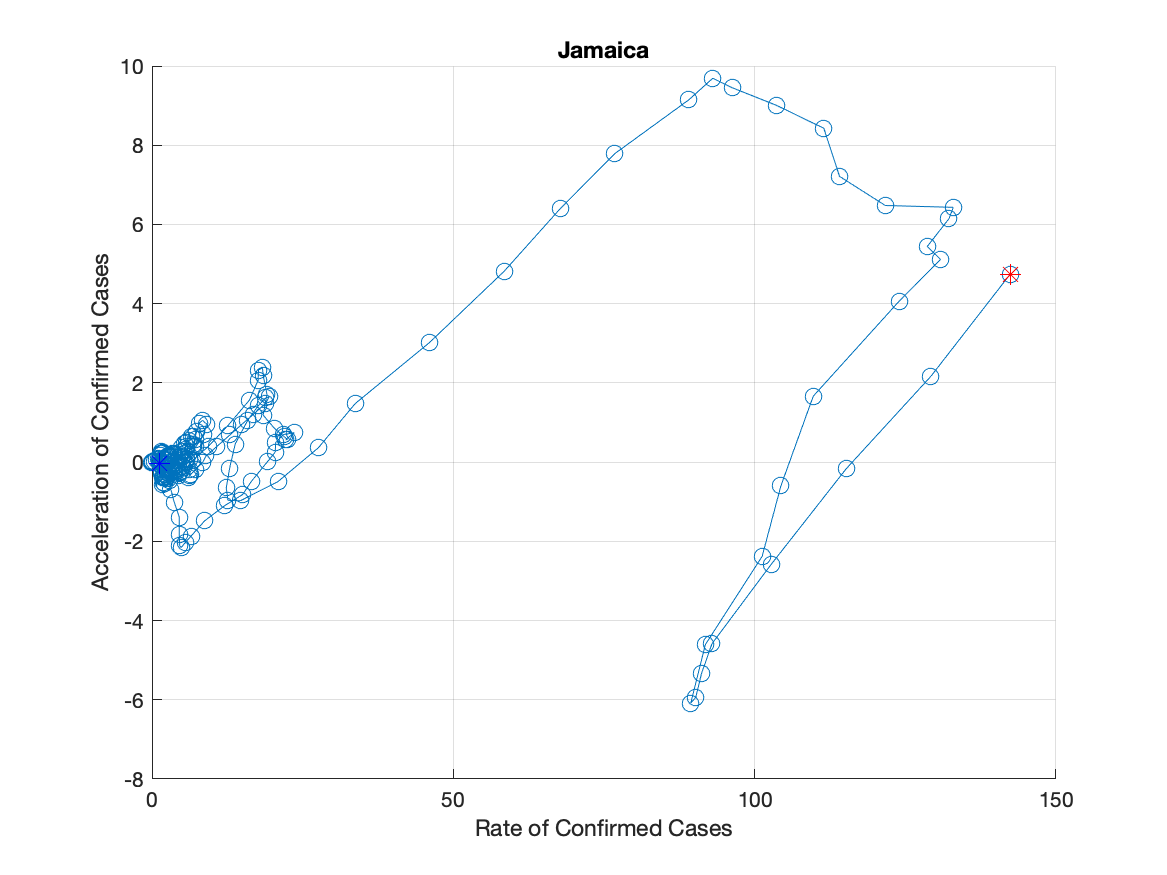 Jamaica
10
8
6
4
2
0
-2
-4
-6
-8
0 50 100 150
Acceleration of Confirmed Cases
Rate of Confirmed Cases